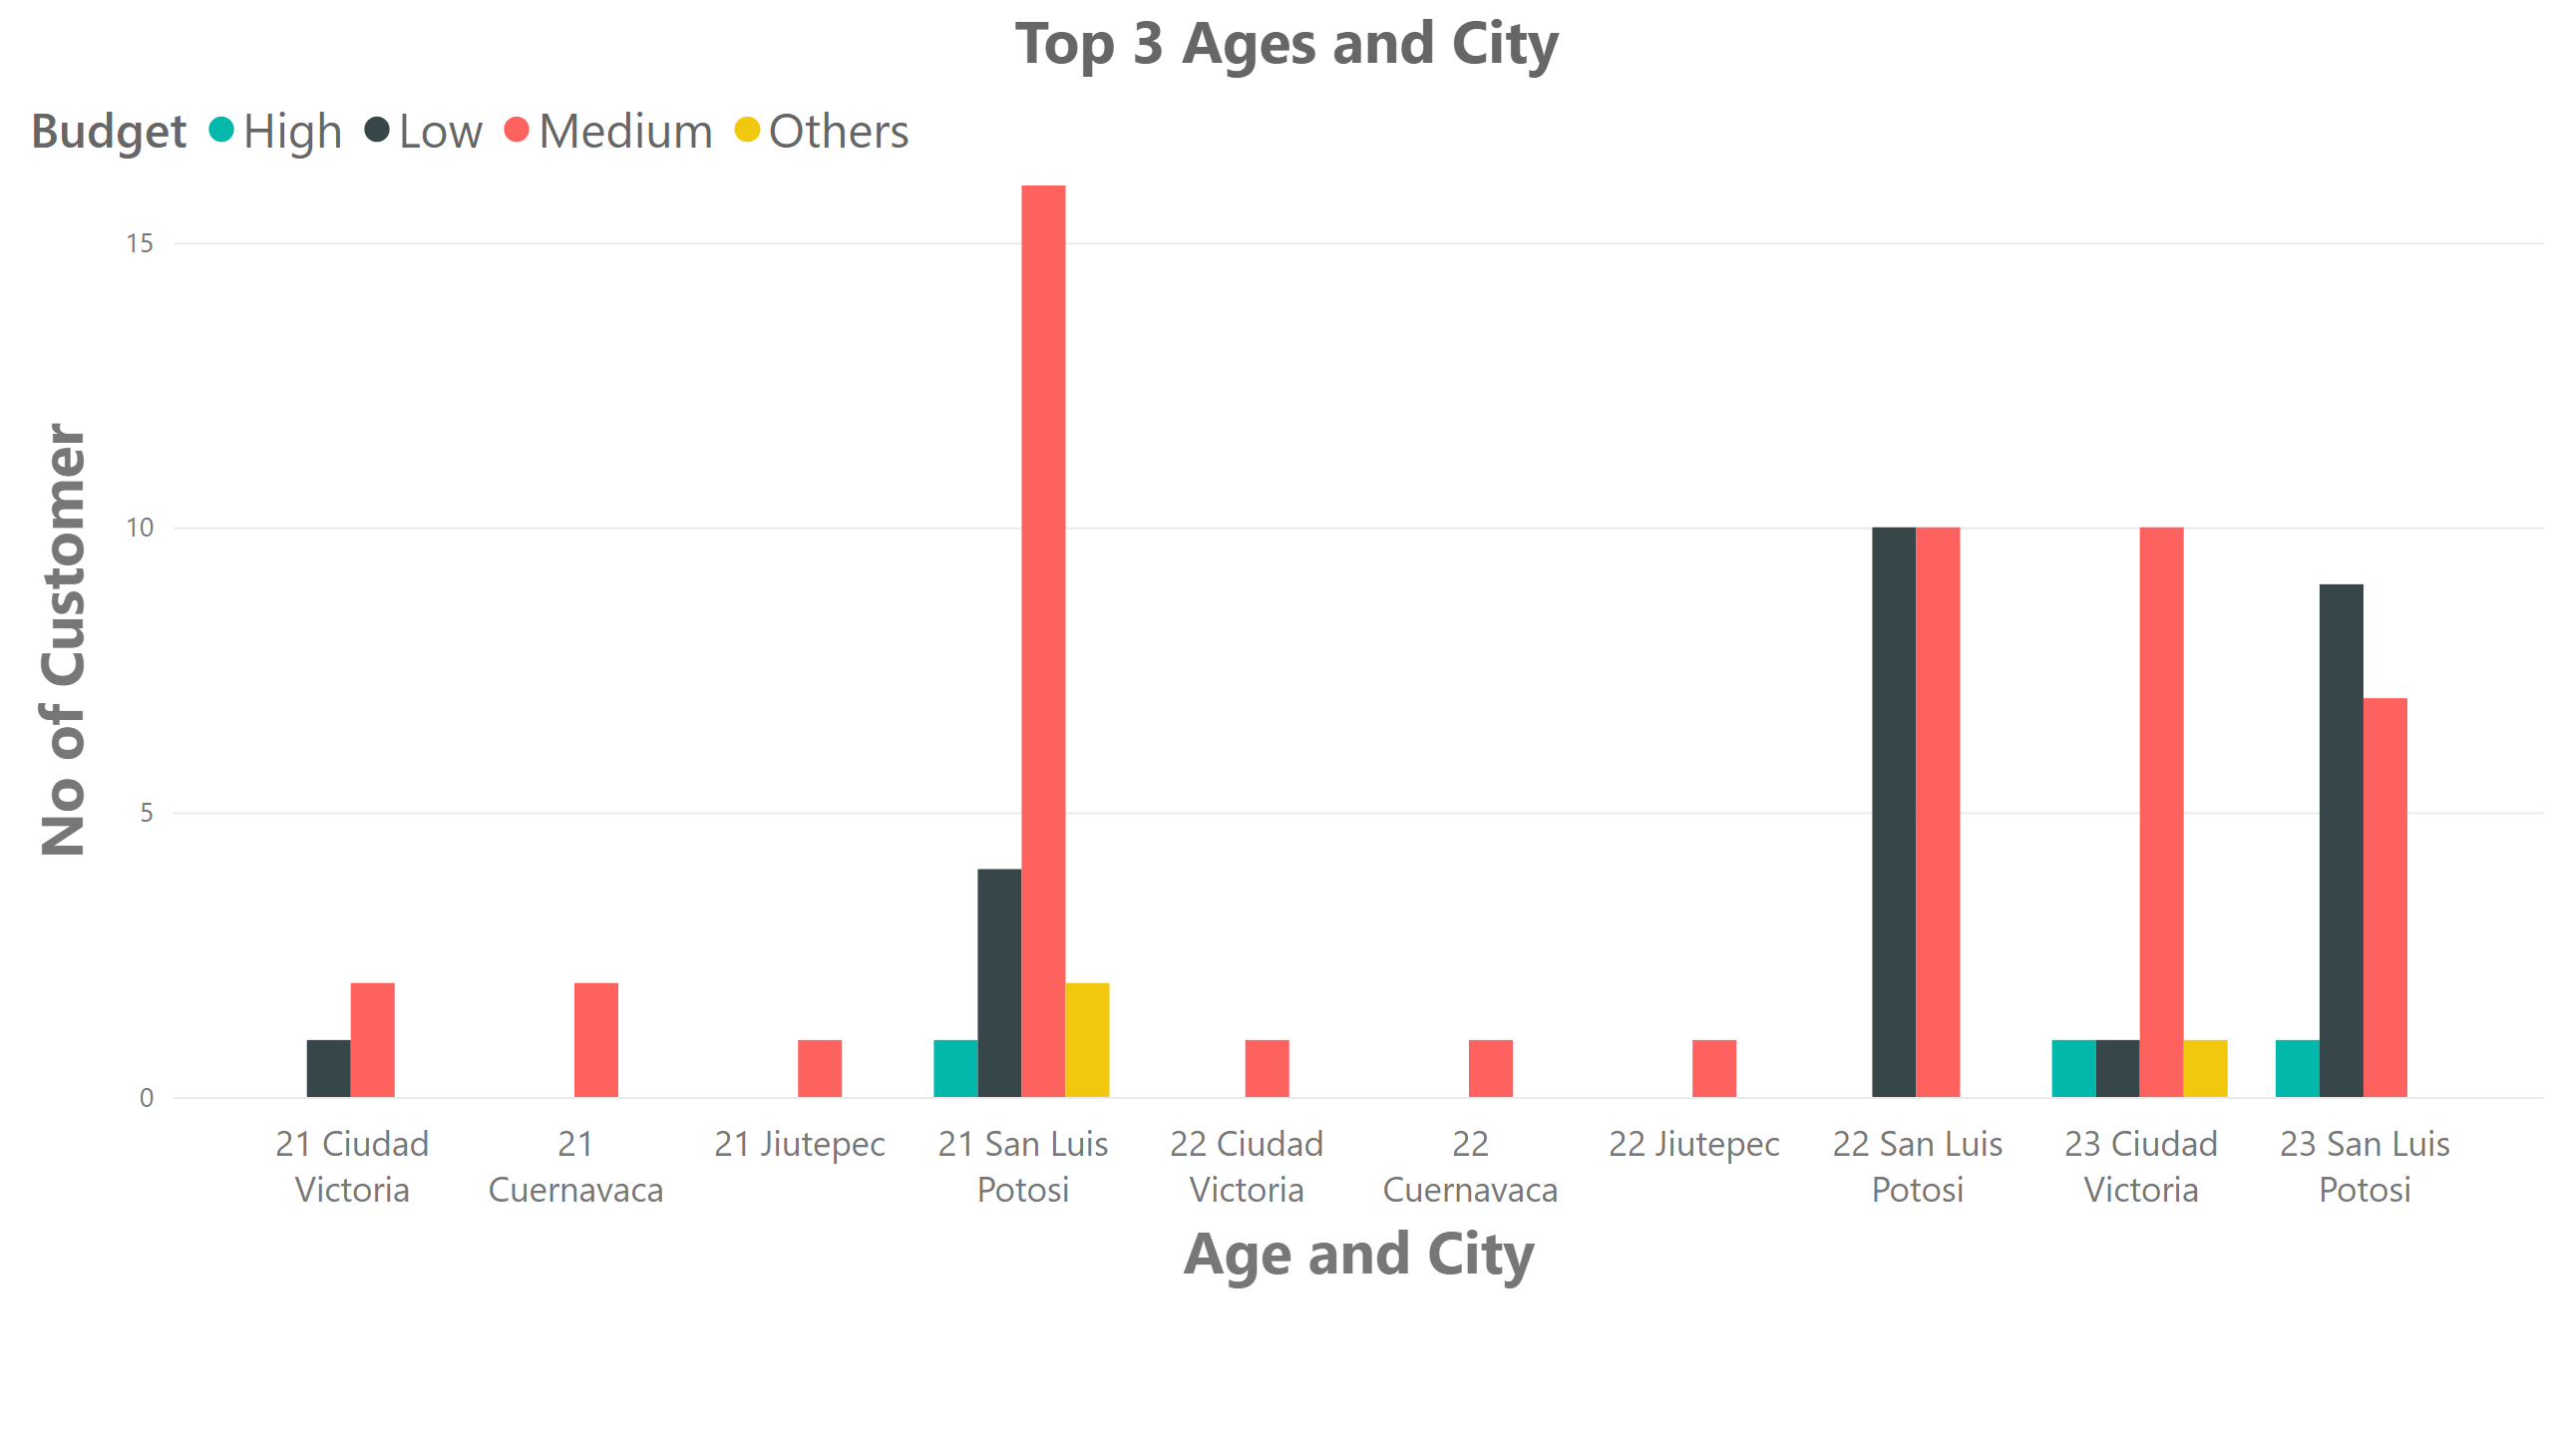 Top 3 Ages and City
Budget High Low Medium Others
15
10
5
0
No of Customer
21 Ciudad Victoria
21 Cuernavaca
21 Jiutepec
21 San Luis Potosi
22 Ciudad Victoria
22 Cuernavaca
22 Jiutepec
22 San Luis Potosi
23 Ciudad Victoria
23 San Luis Potosi
Age and City